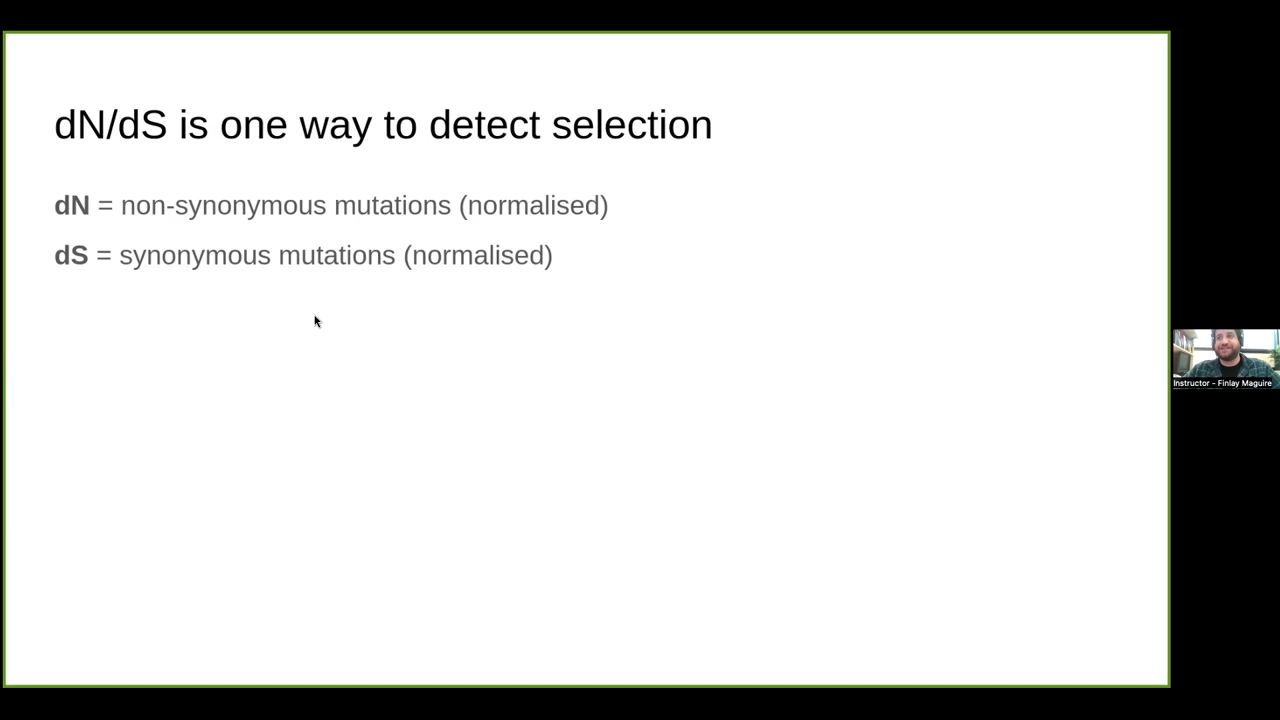 dN/dS is one way to detect selection
dN = non-synonymous mutations (normalised)
dS = synonymous mutations (normalised)
Instructor - Finlay Maguire